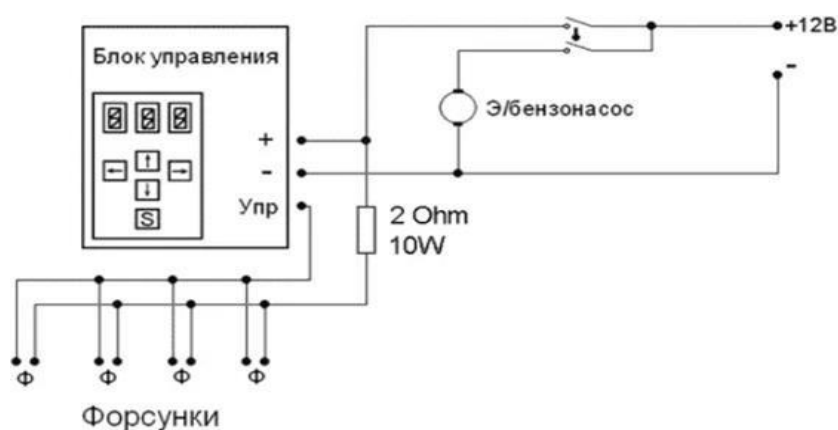 Блок управления
+12В
-
Э/бензонасос
+
-
Упр
S
2 Ohm
10W
Ф Ф Ф Ф
Форсунки